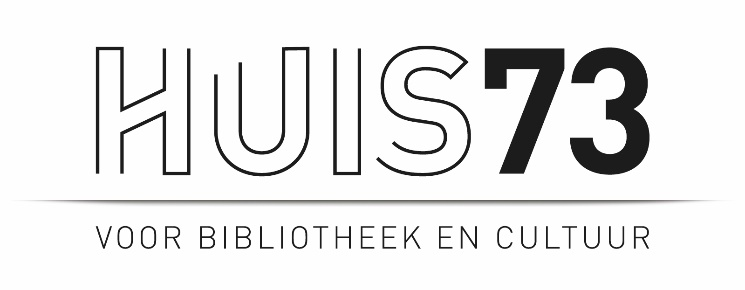 HUIS73
VOOR BIBLIOTHEEK EN CULTUUR